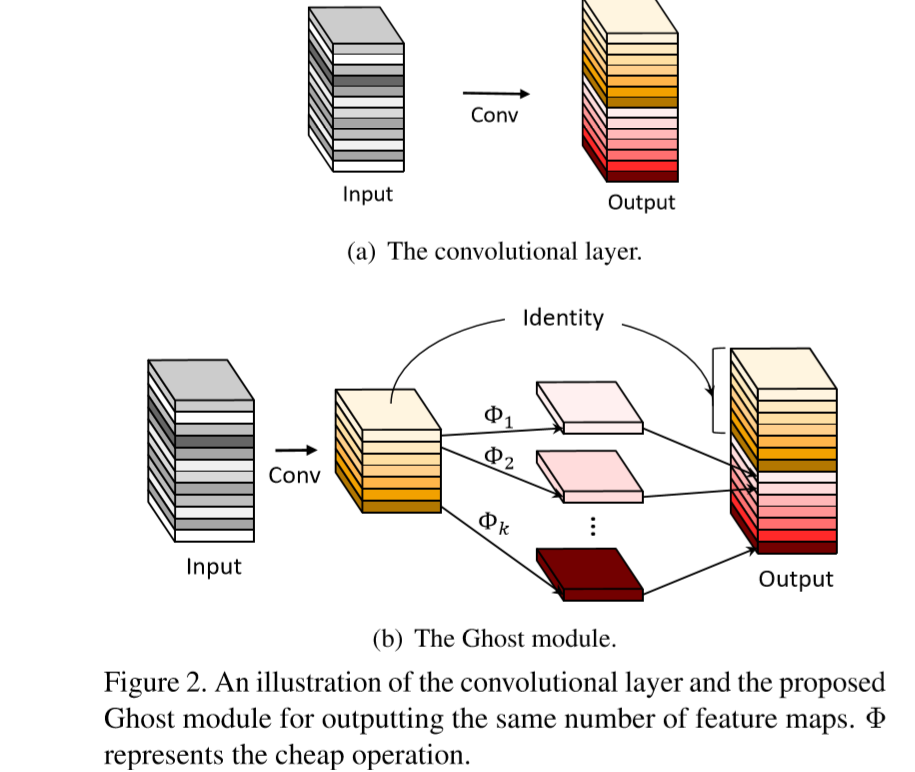 Conv
Input
Output
(a) The convolutional layer.
Identity
Φ1
Φ2
Conv
Φk
⋮
Input
Output
(b) The Ghost module.
Figure 2. An illustration of the convolutional layer and the proposed
Ghost module for outputting the same number of feature maps. Φ
represents the cheap operation.